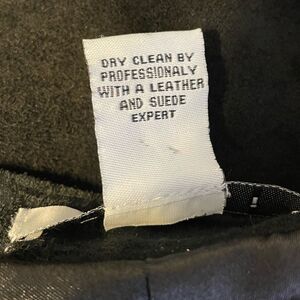 DRY CLEAN BY
PROFESSIONALY
WITH A LEATHER
AND SUEDE
EXPERT